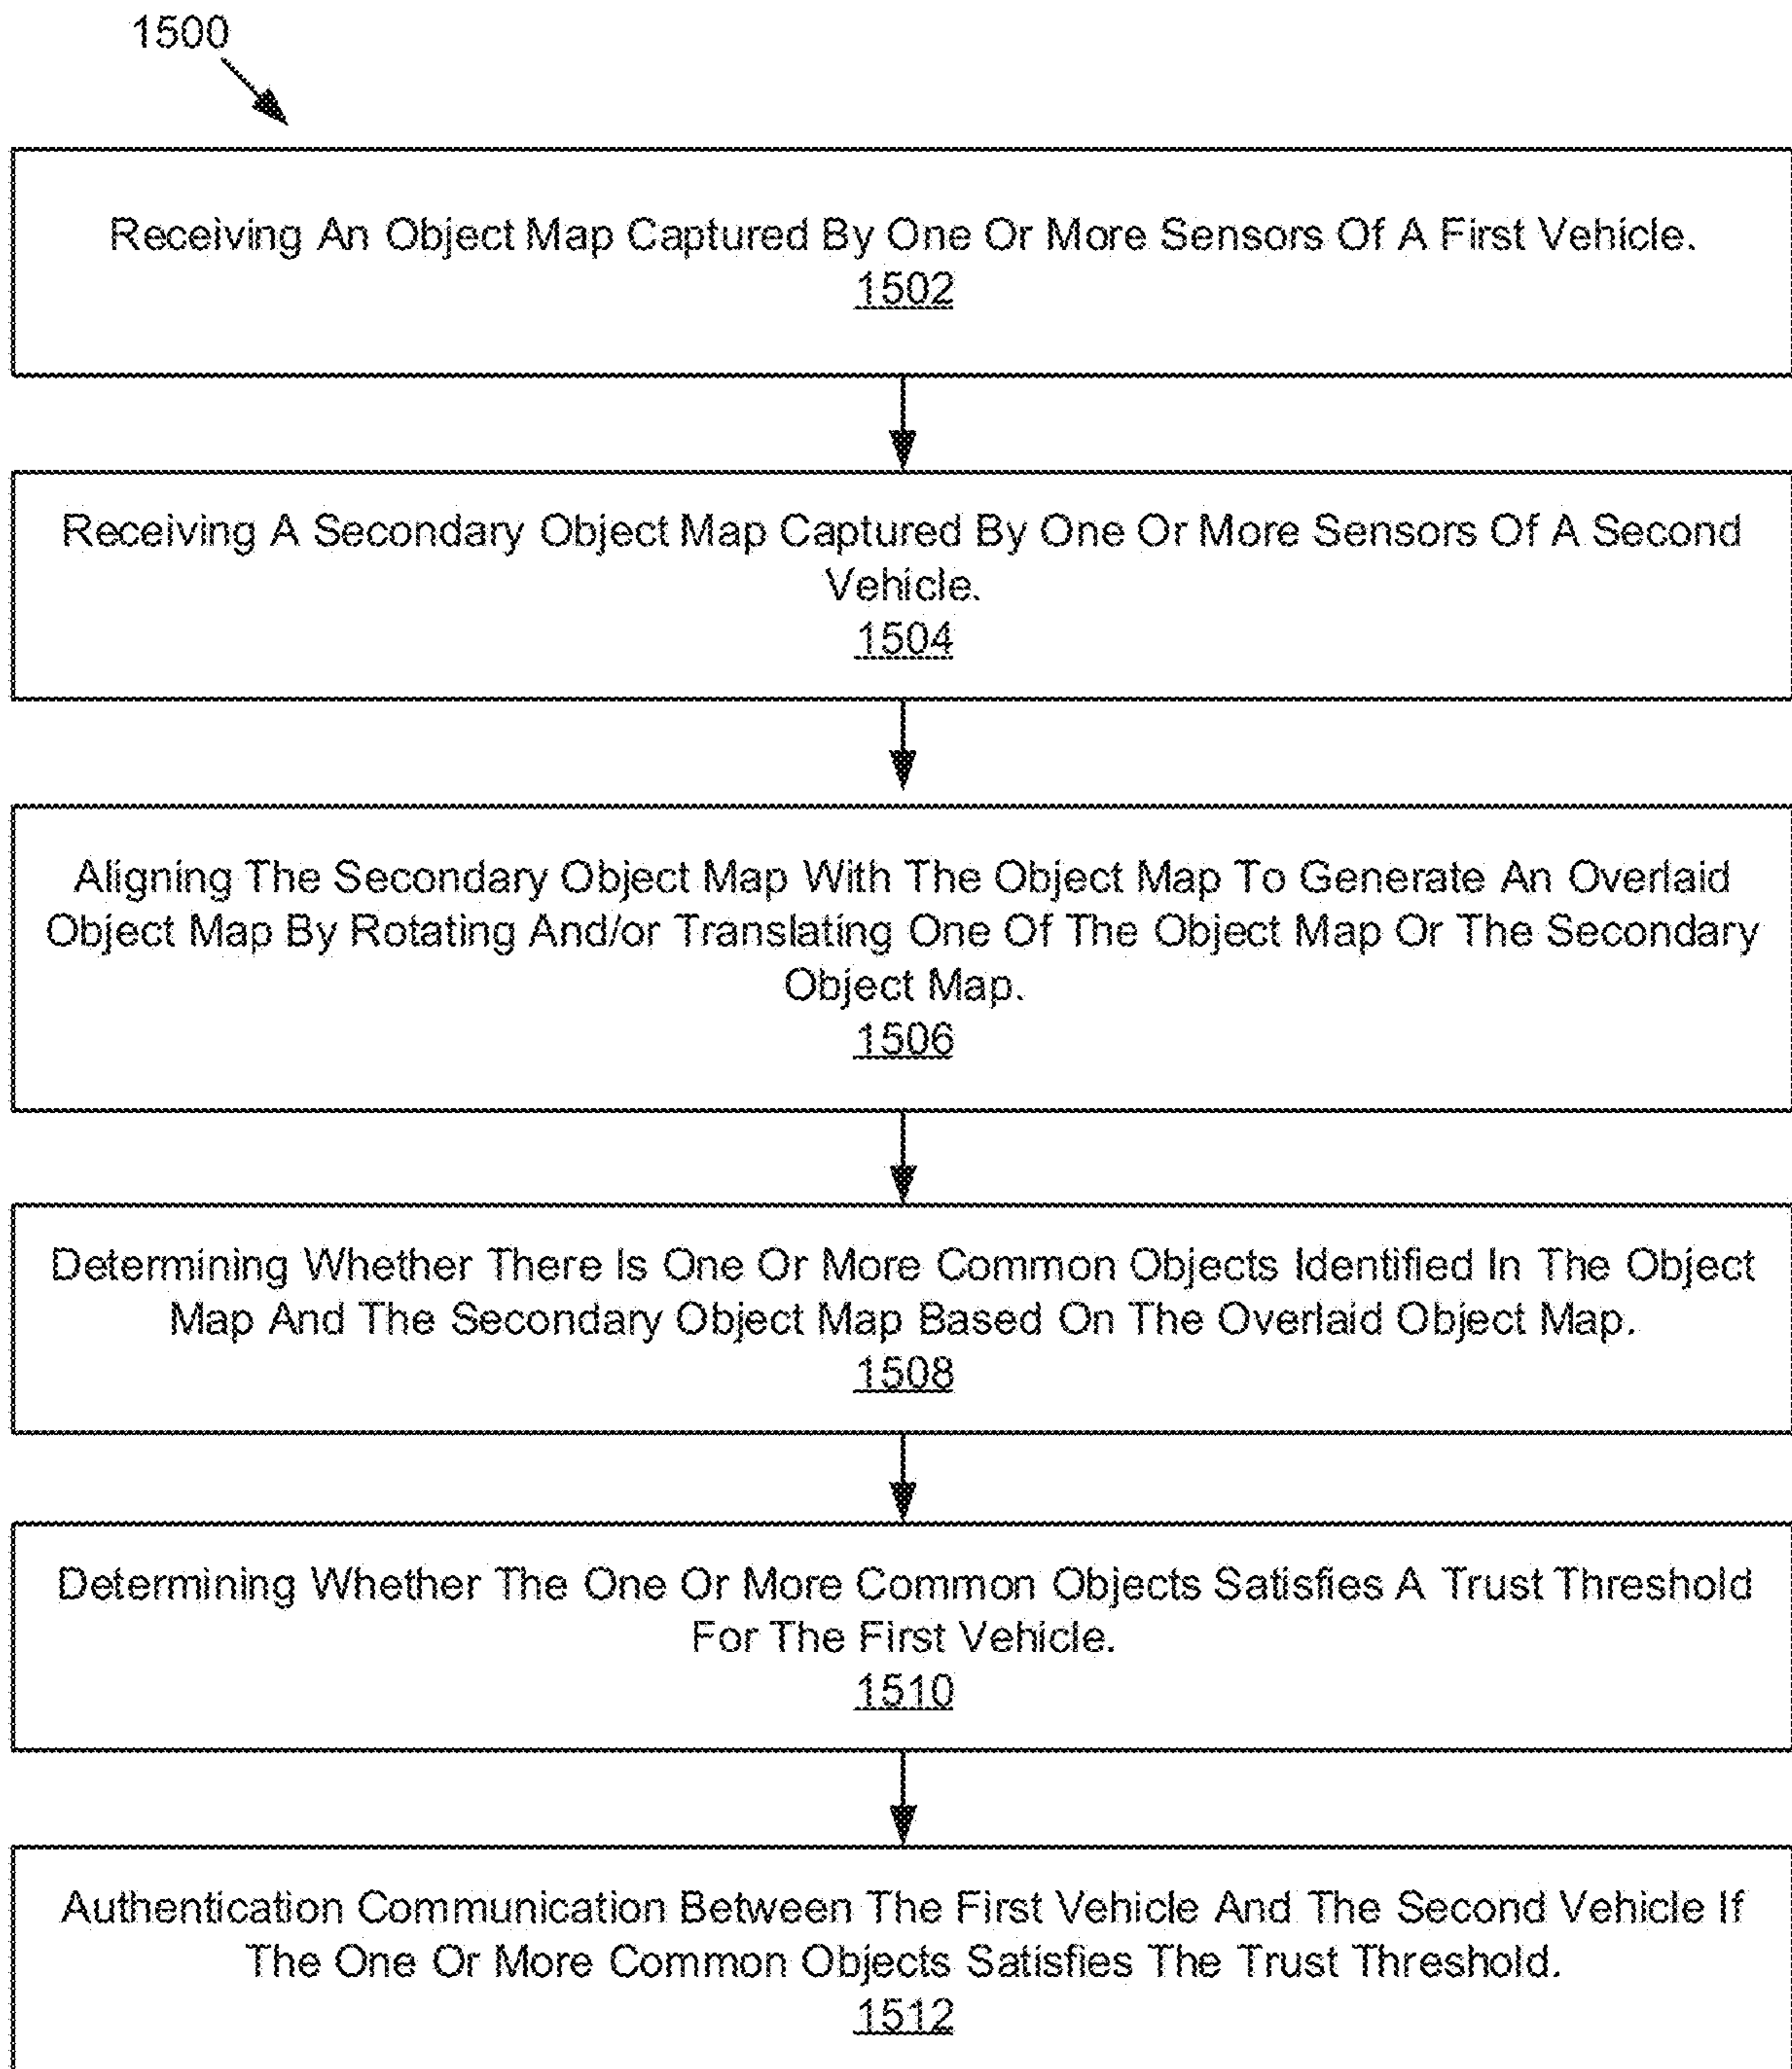 1500
Receiving An Object Map Captured By One Or More Sensors Of A First Vehicle.
1502
Receiving A Secondary Object Map Captured By One Or More Sensors Of A Second
Vehicle.
1504
Aligning The Secondary Object Map With The Object Map To Generate An Overlaid
Object Map By Rotating And/or Translating One Of The Object Map Or The Secondary
Object Map.
1506
Determining Whether There Is One Or More Common Objects Identified In The Object
Map And The Secondary Object Map Based On The Overlaid Object Map.
1508
Determining Whether The One Or More Common Objects Satisfies A Trust Threshold
For The First Vehicle.
1510
Authentication Communication Between The First Vehicle And The Second Vehicle If
The One Or More Common Objects Satisfies The Trust Threshold.
1512